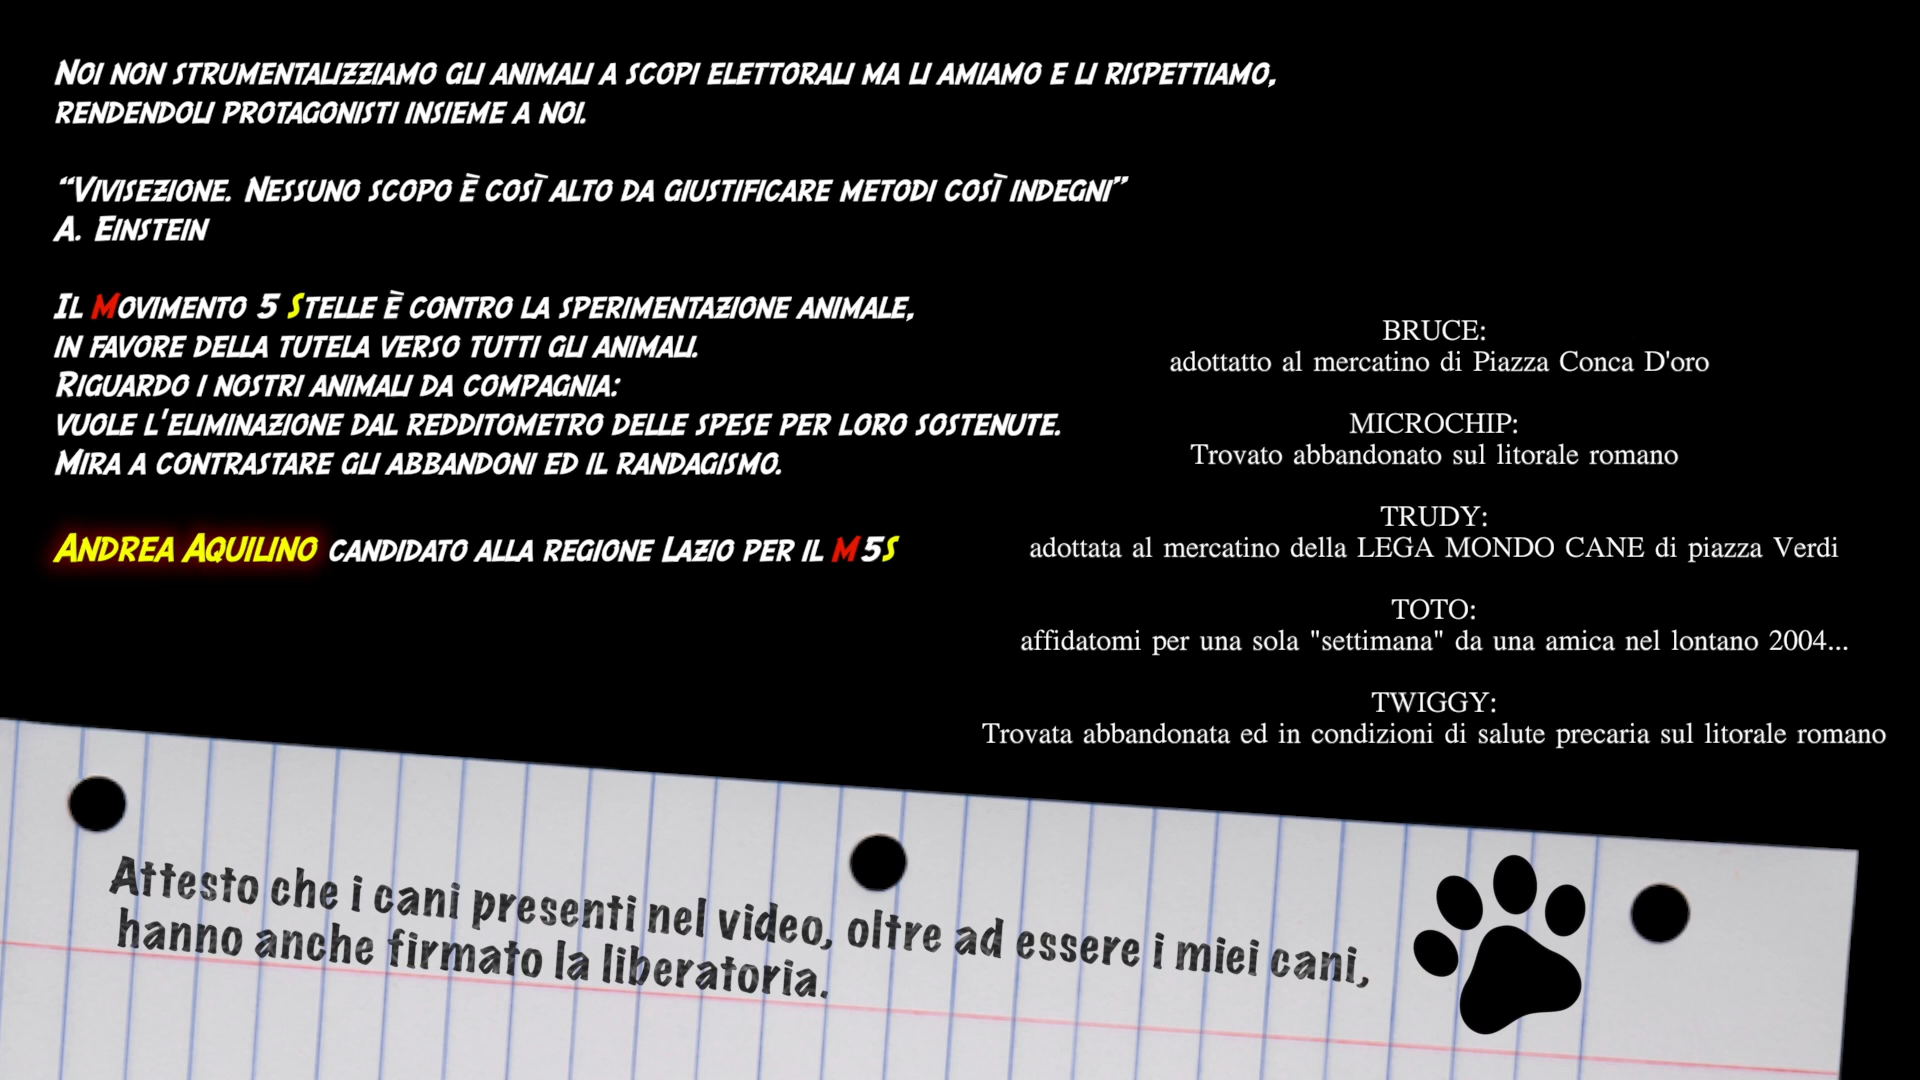 Noi non strumentalizziamo gli animali a scopi elettorali ma li amiamo e li rispettiamo,
rendendoli protagonisti insieme a noi.
“Vivisezione. Nessuno scopo è così alto da giustificare metodi così indegni”
A. Einstein
Il Movimento 5 Stelle è contro la sperimentazione animale,
in favore della tutela verso tutti gli animali.
Riguardo i nostri animali da compagnia:
vuole l'eliminazione dal redditometro delle spese per loro sostenute.
Mira a contrastare gli abbandoni ed il randagismo.
Andrea Aquilino candidato alla regione Lazio per il M5S
BRUCE:
adottatto al mercatino di Piazza Conca D'oro
MICROCHIP:
Trovato abbandonato sul litorale romano
TRUDY:
adottata al mercatino della LEGA MONDO CANE di piazza Verdi
TOTO:
affidatomi per una sola "settimana" da una amica nel lontano 2004...
TWIGGY:
Trovata abbandonata ed in condizioni di salute precaria sul litorale romano
Attesto che i cani presenti nel video, oltre ad essere i miei cani,
hanno anche firmato la liberatoria.